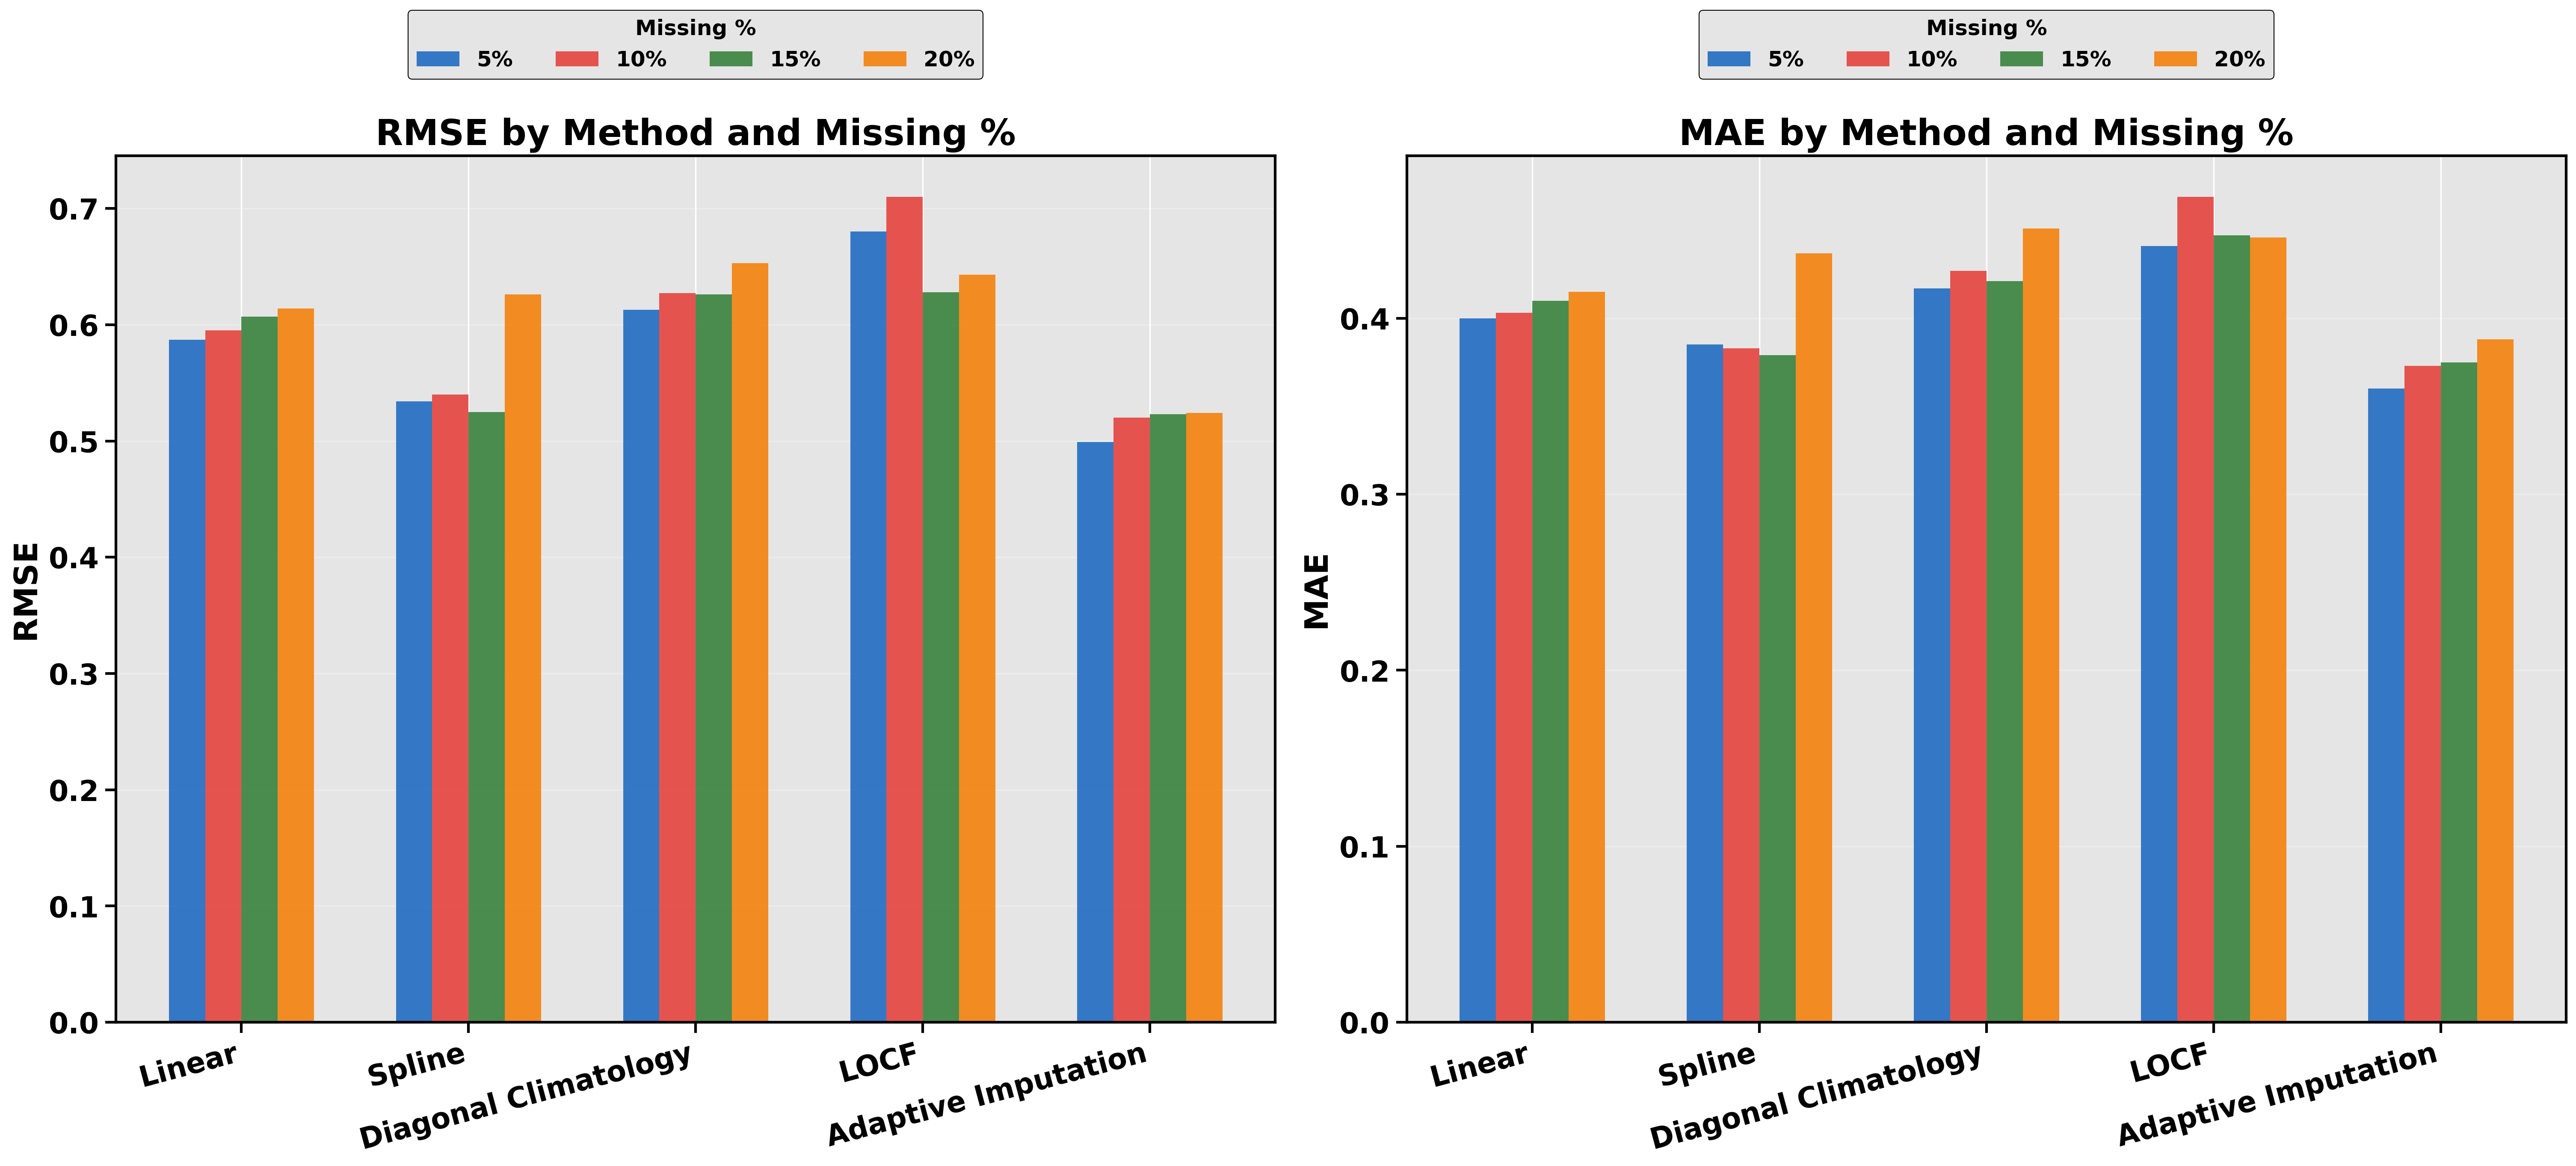 Missing %
5% 10% 15% 20%
RMSE by Method and Missing %
RMSE
0.7
0.6
0.5
0.4
0.3
0.2
0.1
0.0
Linear
Spline
Diagonal Climatology
LOCF
Adaptive Imputation
Missing %
5% 10% 15% 20%
MAE by Method and Missing %
MAE
0.4
0.3
0.2
0.1
0.0
Linear
Spline
Diagonal Climatology
LOCF
Adaptive Imputation